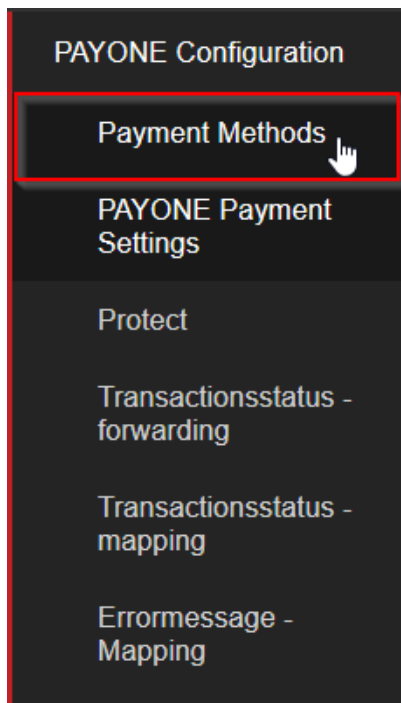 PAYONE Configuration
Payment Methods
PAYONE Payment
Settings
Protect
Transactionsstatus -
forwarding
Transactionsstatus -
mapping
Errormessage -
Mapping